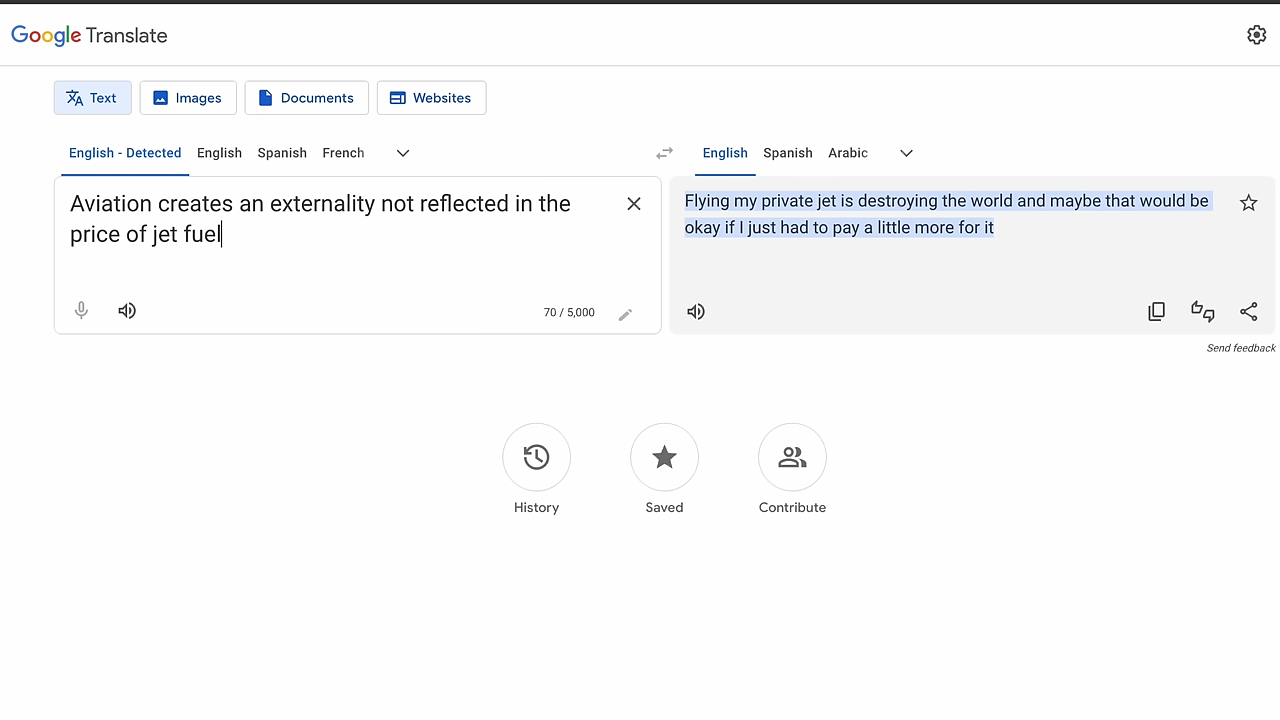 Google Translate
Text
Images
Documents
Websites
English - Detected
English
Spanish
French
English
Spanish
Arabic
Aviation creates an externality not reflected in the
price of jet fuel
70 / 5,000
Flying my private jet is destroying the world and maybe that would be
okay if I just had to pay a little more for it
Send feedback
History
Saved
Contribute